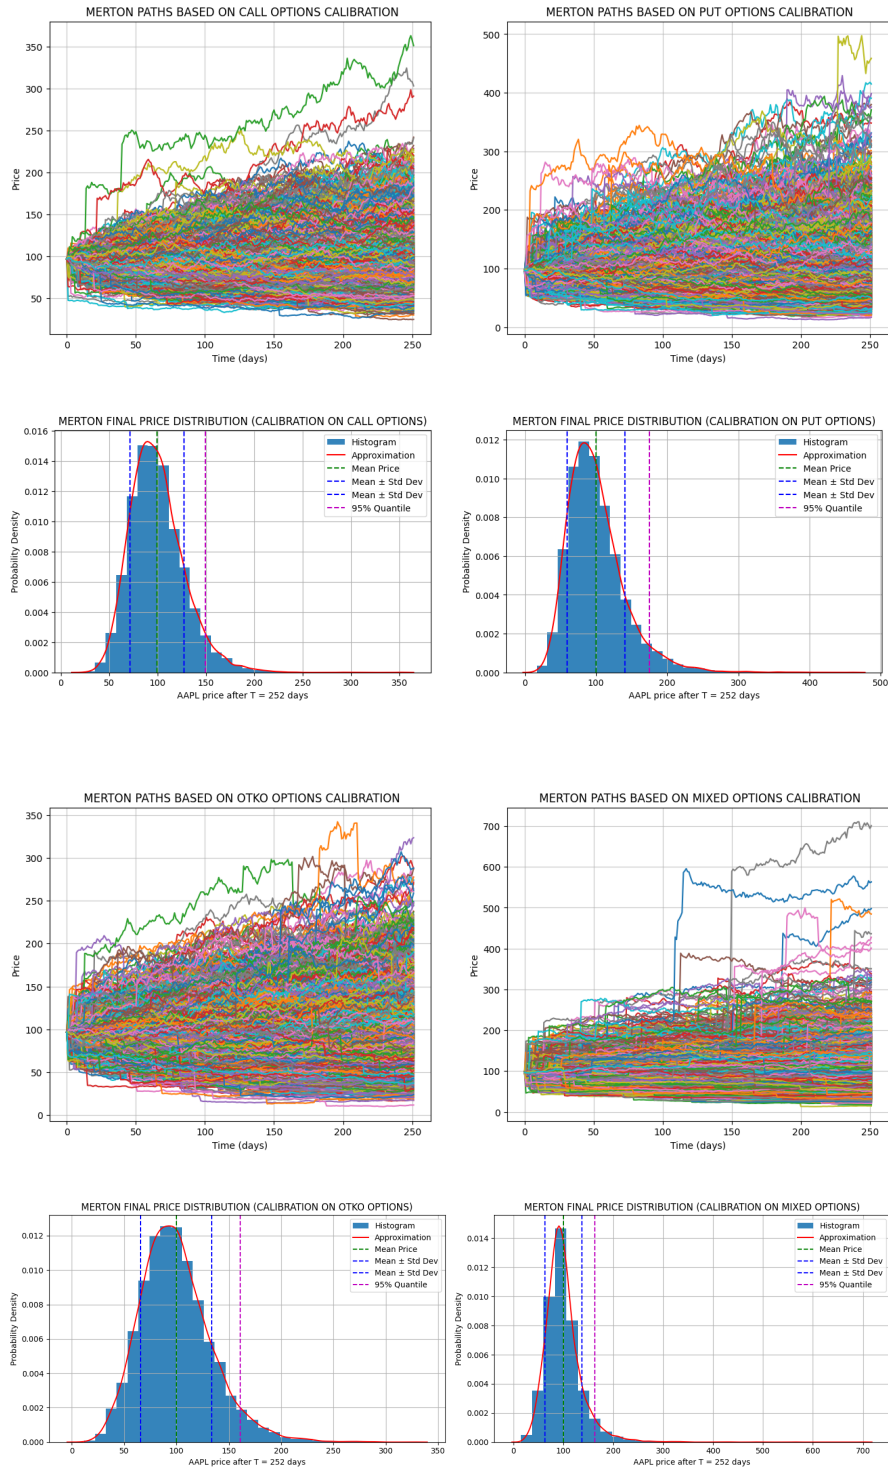 MERTON PATHS BASED ON CALL OPTIONS CALIBRATION
350
300
250
200
150
100
50
Price
0 50 100 150 200 250
Time (days)
MERTON PATHS BASED ON PUT OPTIONS CALIBRATION
500
400
300
200
100
0
Price
0 50 100 150 200 250
Time (days)
MERTON FINAL PRICE DISTRIBUTION (CALIBRATION ON CALL OPTIONS)
0.016
0.014
0.012
0.010
0.008
0.006
0.004
0.002
0.000
Probability Density
Histogram
Approximation
Mean Price
Mean ± Std Dev
Mean ± Std Dev
95% Quantile
0 50 100 150 200 250 300 350
AAPL price after T = 252 days
MERTON FINAL PRICE DISTRIBUTION (CALIBRATION ON PUT OPTIONS)
0.012
0.010
0.008
0.006
0.004
0.002
0.000
Probability Density
Histogram
Approximation
Mean Price
Mean ± Std Dev
Mean ± Std Dev
95% Quantile
0 100 200 300 400 500
AAPL price after T = 252 days
MERTON PATHS BASED ON OTKO OPTIONS CALIBRATION
350
300
250
200
150
100
50
0
Price
0 50 100 150 200 250
Time (days)
MERTON PATHS BASED ON MIXED OPTIONS CALIBRATION
700
600
500
400
300
200
100
0
Price
0 50 100 150 200 250
Time (days)
MERTON FINAL PRICE DISTRIBUTION (CALIBRATION ON OTKO OPTIONS)
0.012
0.010
0.008
0.006
0.004
0.002
0.000
Probability Density
Histogram
Approximation
Mean Price
Mean ± Std Dev
Mean ± Std Dev
95% Quantile
0 50 100 150 200 250 300 350
AAPL price after T = 252 days
MERTON FINAL PRICE DISTRIBUTION (CALIBRATION ON MIXED OPTIONS)
0.014
0.012
0.010
0.008
0.006
0.004
0.002
0.000
Probability Density
Histogram
Approximation
Mean Price
Mean ± Std Dev
Mean ± Std Dev
95% Quantile
0 100 200 300 400 500 600 700
AAPL price after T = 252 days